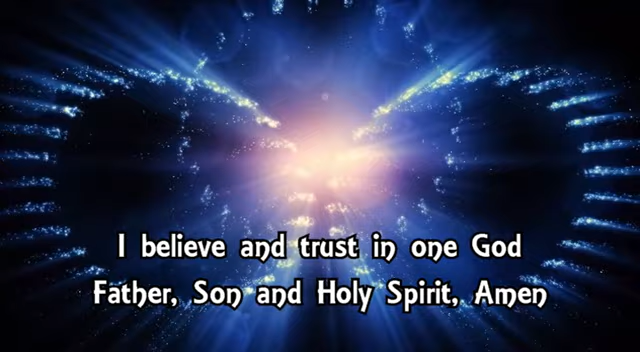 I believe and trust in one God
Father, Son and Holy Spirit, Amen